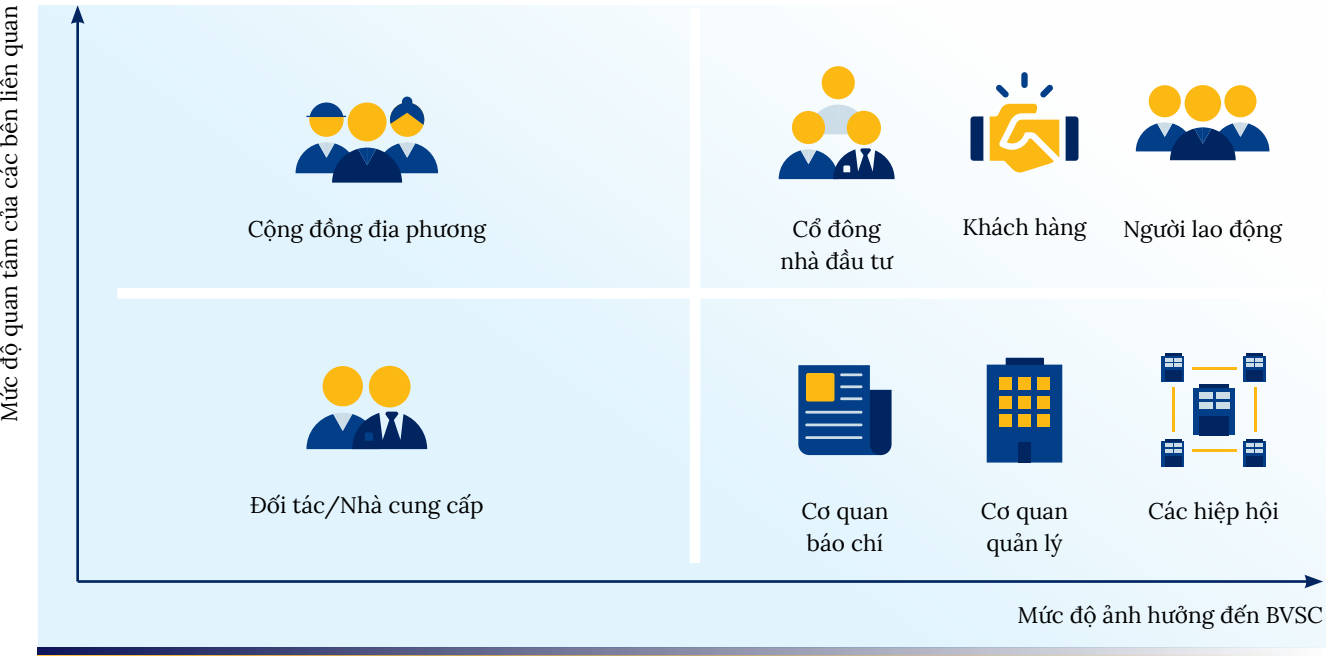 Mức độ quan tâm của các bên liên quan
Cộng đồng địa phương
Cổ đông
nhà đầu tư
Khách hàng
Người lao động
Đối tác/Nhà cung cấp
Cơ quan
báo chí
Cơ quan
quản lý
Các hiệp hội
Mức độ ảnh hưởng đến BVSC